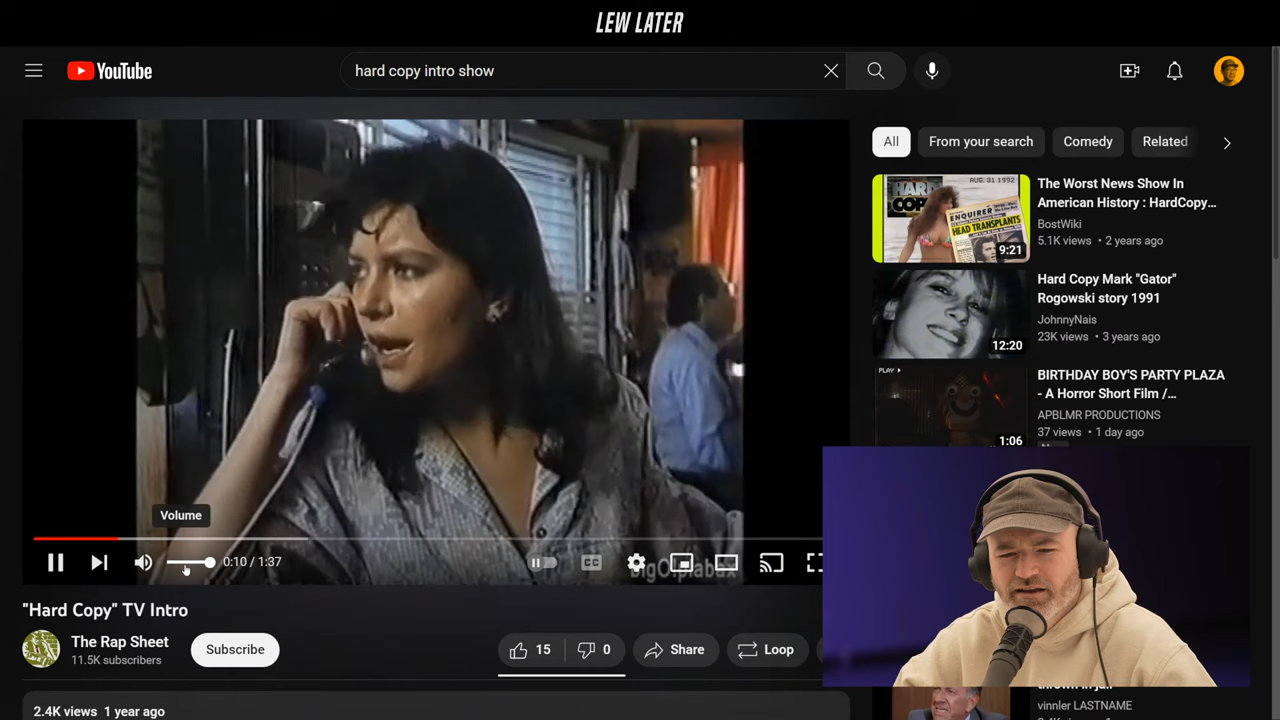 LEW LATER
YouTube
hard copy intro show
All
From your search
Comedy
Related
AUG. 31 1992
HARD COPY
ENQUIRER
HEAD TRANSPLANTS
9:21
The Worst News Show In
American History : HardCopy...
BostWiki
5.1K views • 2 years ago
12:20
Hard Copy Mark "Gator"
Rogowski story 1991
JohnnyNais
23K views • 3 years ago
PLAY
1:06
BIRTHDAY BOY'S PARTY PLAZA
- A Horror Short Film /...
APBLMR PRODUCTIONS
37 views • 1 day ago
Volume
0:10 / 1:37
CC
"Hard Copy" TV Intro
The Rap Sheet
11.5K subscribers
Subscribe
15
0
Share
Loop
2.4K views 1 year ago
vinnler LASTNAME